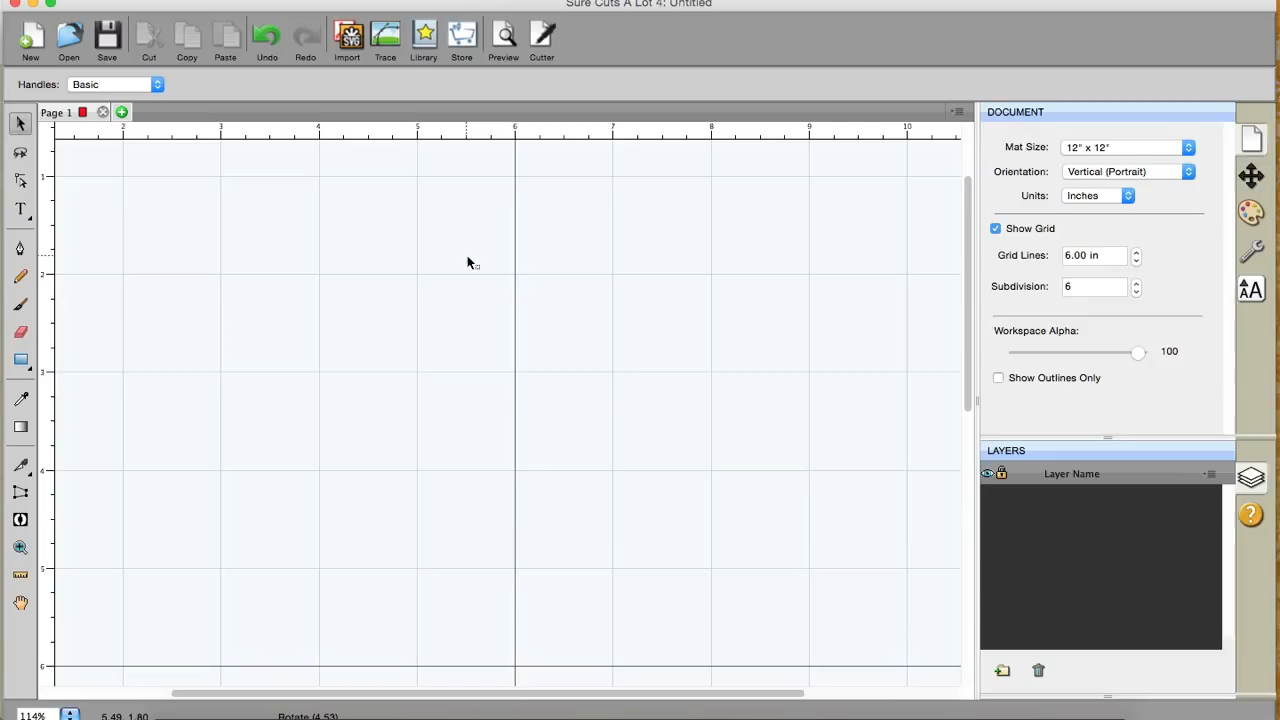 Sure Cuts A Lot 4: Untitled
New Open Save Cut Copy Paste Undo Redo Import Trace Library Store Preview Cutter
SVG
Handles: Basic
Page 1
2 3 4 5 6 7 8 9 10
1
2
3
4
5
6
T
DOCUMENT
Mat Size: 12" x 12"
Orientation: Vertical (Portrait)
Units: Inches
Show Grid
Grid Lines: 6.00 in
Subdivision: 6
Workspace Alpha:
100
Show Outlines Only
AA
LAYERS
Layer Name
?
114% 5.49, 1.80 Rotate (4.53)